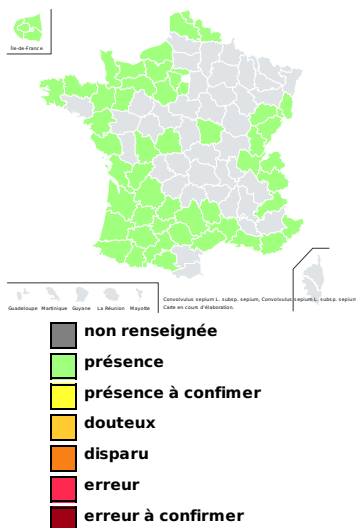 Île-de-France
Guadeloupe Martinique Guyane La Réunion Mayotte
Convolvulus sepium L. subsp. sepium, Convolvulus sepium L. subsp. sepium
Carte en cours d'élaboration.
non renseignée
présence
présence à confimer
douteux
disparu
erreur
erreur à confirmer